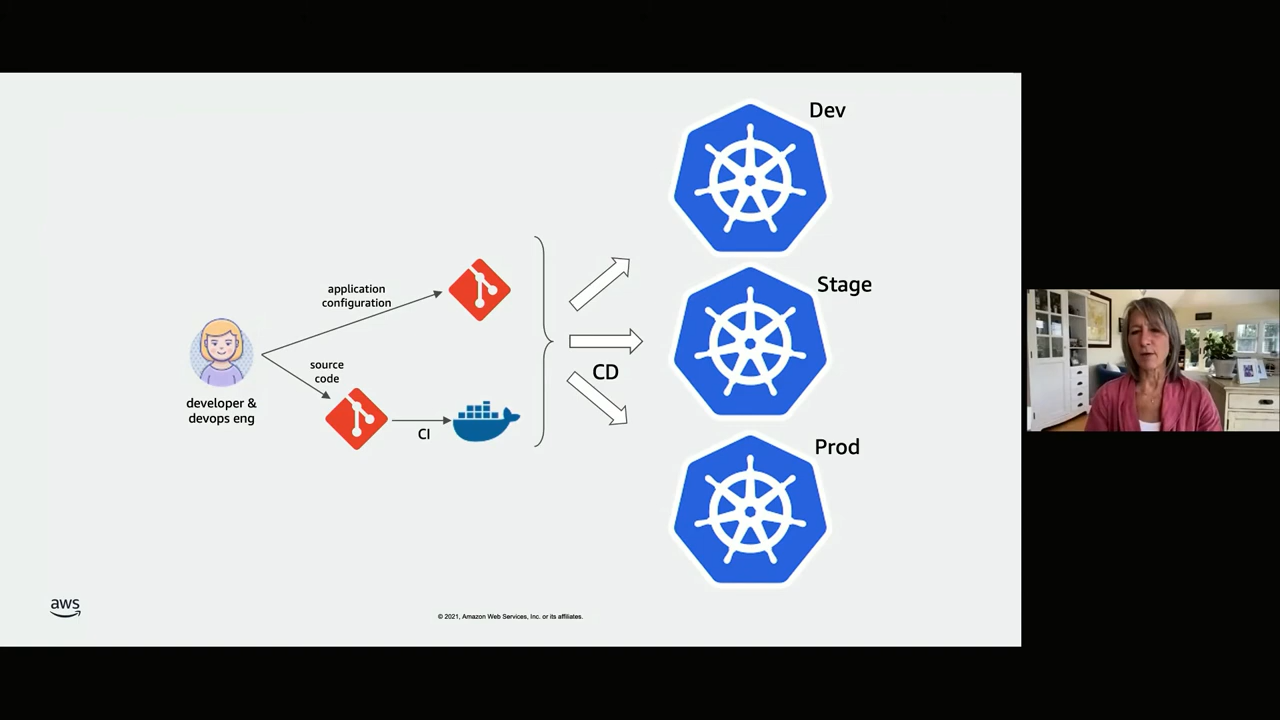 Dev
Stage
Prod
application
configuration
source
code
developer &
devops eng
CI
CD
aws
© 2021, Amazon Web Services, Inc. or its affiliates.